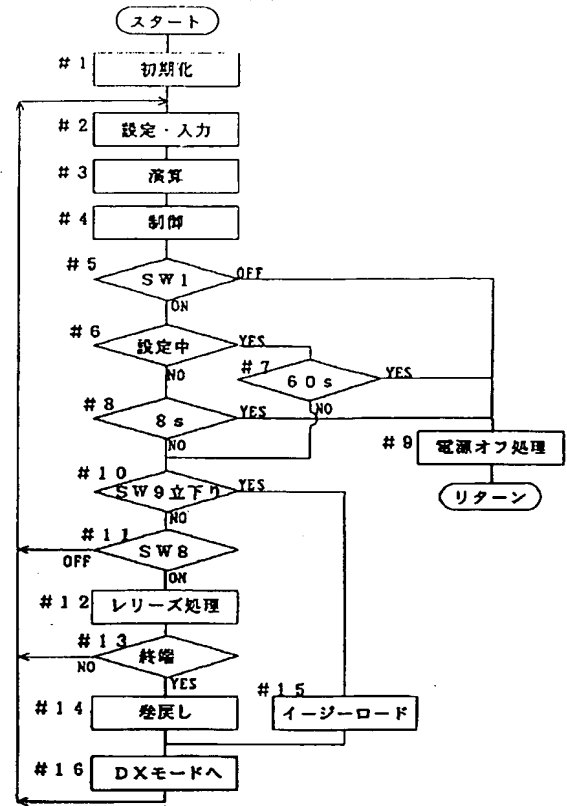 スタート
#1 初期化
#2 設定・入力
#3 演算
#4 制御
#5 SW1 OFF
ON
#6 設定中 YES
NO
#7 60s YES
NO
#8 8s YES
NO
#9 電源オフ処理
リターン
#10 SW9立下り YES
NO
#11 SW8
OFF
ON
#12 レリーズ処理
#13 終端
NO
YES
#14 巻戻し
#15 イージーロード
#16 DXモードへ